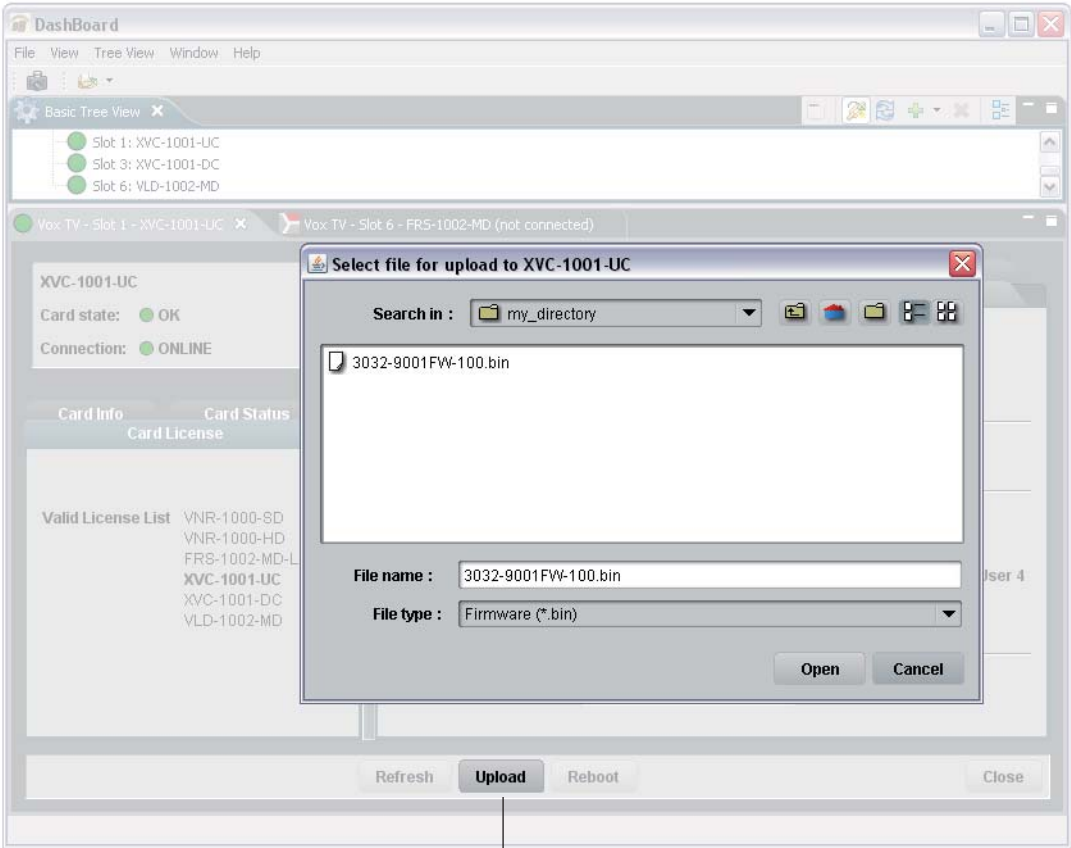 DashBoard
File View Tree View Window Help
Basic Tree View
Slot 1: XVC-1001-UC
Slot 3: XVC-1001-DC
Slot 6: VLD-1002-MD
Vox TV - Slot 1 - XVC-1001-UC
Vox TV - Slot 6 - FRS-1002-MD (not connected)
XVC-1001-UC
Card state: OK
Connection: ONLINE
Card Info Card Status
Card License
Valid License List VNR-1000-SD
VNR-1000-HD
FRS-1002-MD-L
XVC-1001-UC
XVC-1001-DC
VLD-1002-MD
Select file for upload to XVC-1001-UC
Search in : my_directory
3032-9001FW-100.bin
File name : 3032-9001FW-100.bin
File type : Firmware (*.bin)
Open Cancel
User 4
Refresh Upload Reboot Close